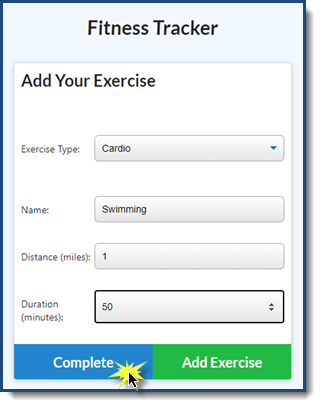 Fitness Tracker
Add Your Exercise
Exercise Type: Cardio
Name: Swimming
Distance (miles): 1
Duration
(minutes): 50
Complete Add Exercise